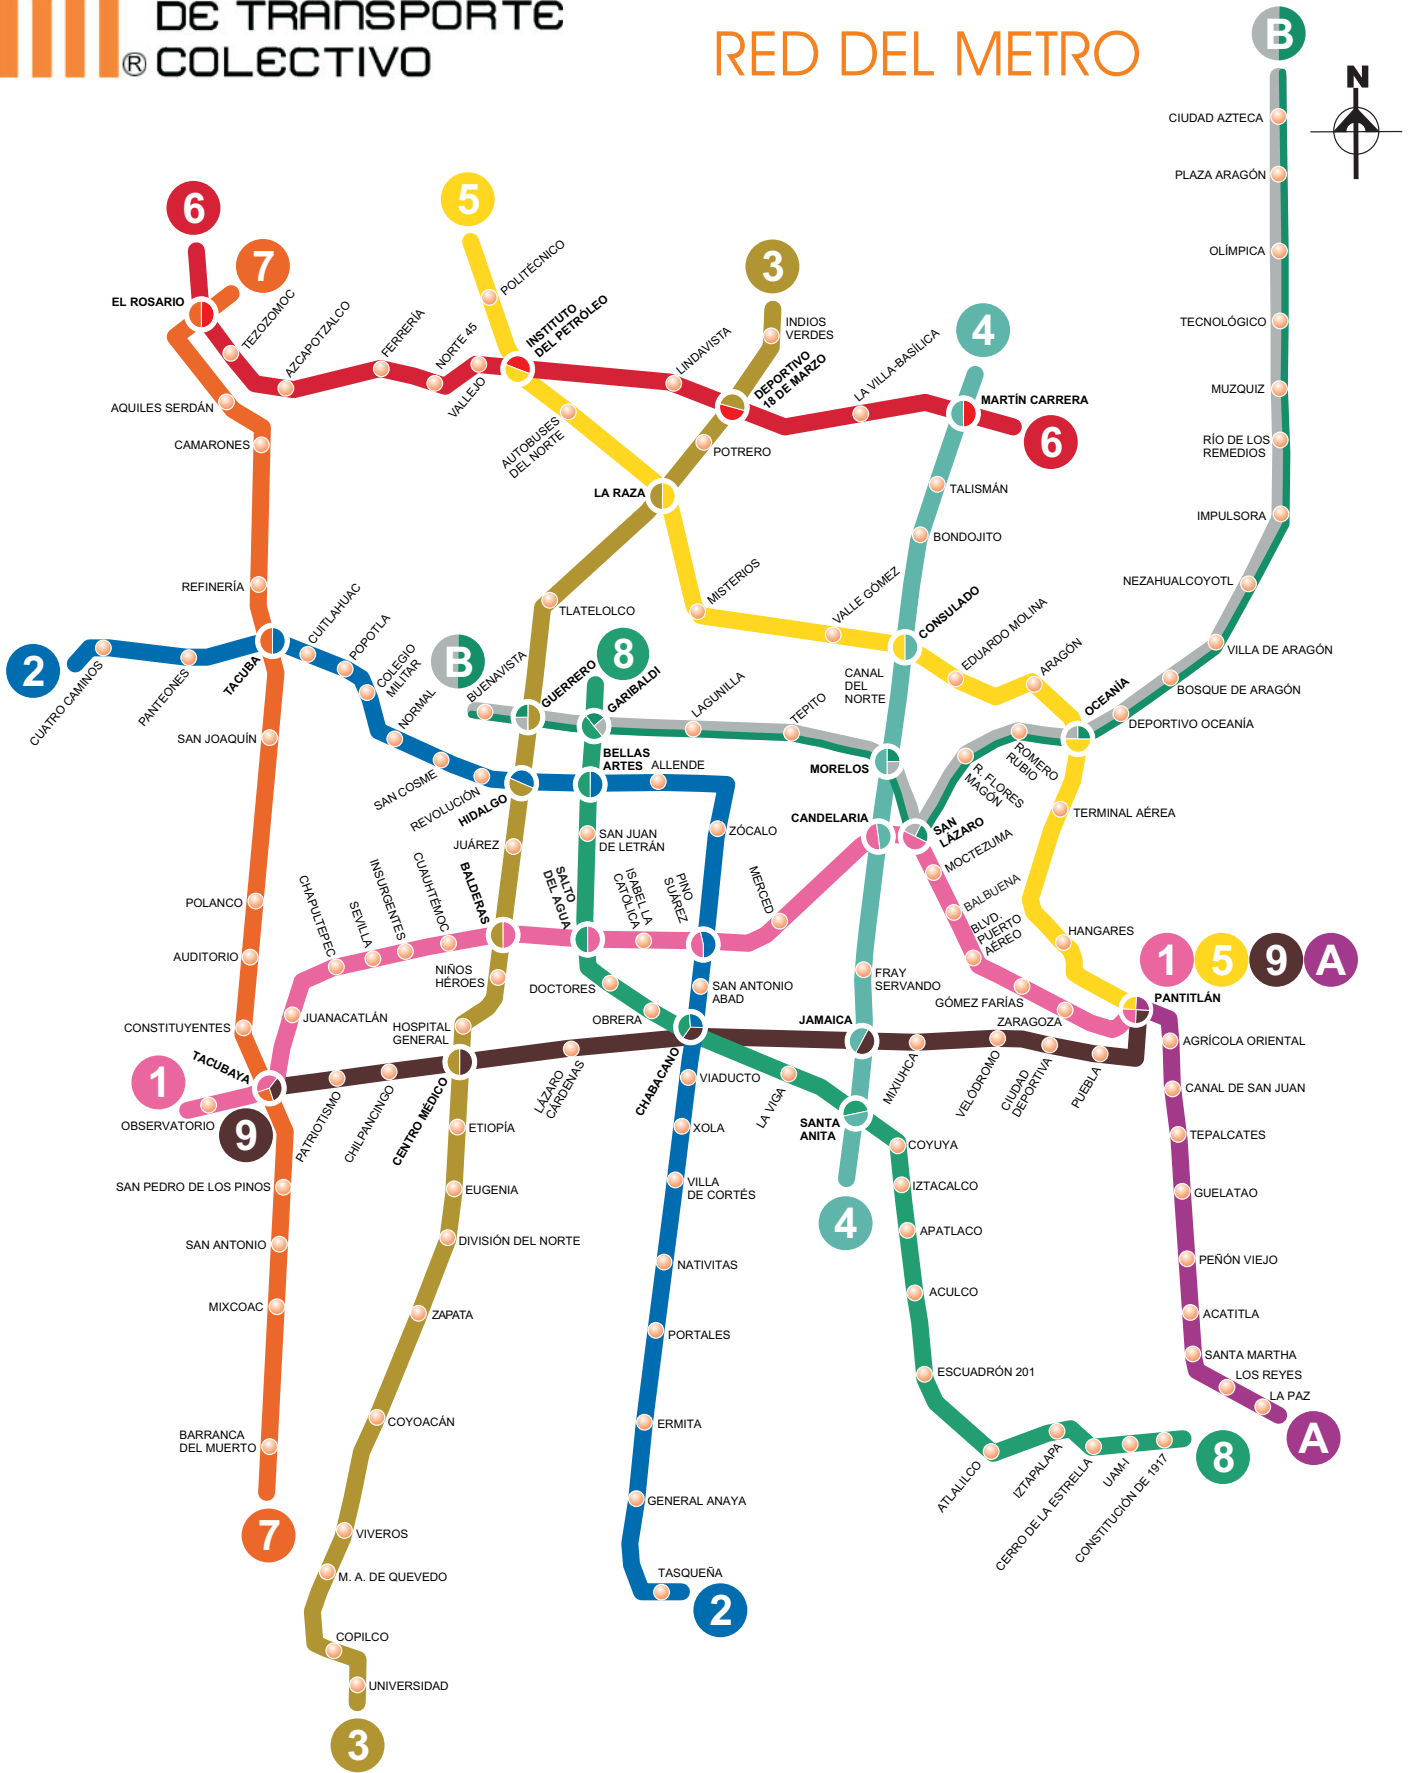 DE TRANSPORTE
® COLECTIVO
RED DEL METRO
B
N
CIUDAD AZTECA
PLAZA ARAGÓN
OLÍMPICA
TECNOLÓGICO
MUZQUIZ
RÍO DE LOS
REMEDIOS
IMPULSORA
NEZAHUALCOYOTL
VILLA DE ARAGÓN
BOSQUE DE ARAGÓN
DEPORTIVO OCEANÍA
OCEANÍA
6
7
5
3
4
EL ROSARIO
TEZOZOMOC
AZCAPOTZALCO
FERRERÍA
NORTE 45
VALLEJO
POLITÉCNICO
INSTITUTO
DEL PETRÓLEO
LINDAVISTA
INDIOS
VERDES
DEPORTIVO
18 DE MARZO
LA VILLA-BASÍLICA
MARTÍN CARRERA
6
AQUILES SERDÁN
CAMARONES
AUTOBUSES
DEL NORTE
POTRERO
LA RAZA
TALISMÁN
BONDOJITO
REFINERÍA
TLATELOLCO
MISTERIOS
VALLE GÓMEZ
CONSULADO
EDUARDO MOLINA
ARAGÓN
2
CUATRO CAMINOS
PANTEONES
TACUBA
CUITLAHUAC
POPOTLA
COLEGIO
MILITAR
NORMAL
SAN COSME
REVOLUCIÓN
HIDALGO
B
BUENAVISTA
GUERRERO
8
GARIBALDI
LAGUNILLA
TEPITO
CANAL
DEL
NORTE
MORELOS
ROMERO
RUBIO
R. FLORES
MAGÓN
SAN JOAQUÍN
BELLAS
ARTES
ALLENDE
ZÓCALO
CANDELARIA
SAN
LÁZARO
TERMINAL AÉREA
JUÁREZ
SAN JUAN
DE LETRÁN
MOCTEZUMA
BALBUENA
BLVD.
PUERTO
AÉREO
HANGARES
POLANCO
AUDITORIO
CHAPULTEPEC
SEVILLA
INSURGENTES
CUAUHTÉMOC
BALDERAS
SALTO
DEL AGUA
ISABEL LA
CATÓLICA
PINO
SUÁREZ
MERCED
1
5
9
A
PANTITLÁN
NIÑOS
HÉROES
DOCTORES
OBRERA
SAN ANTONIO
ABAD
FRAY
SERVANDO
GÓMEZ FARÍAS
ZARAGOZA
CONSTITUYENTES
JUANACATLÁN
HOSPITAL
GENERAL
JAMAICA
AGRÍCOLA ORIENTAL
1
TACUBAYA
OBSERVATORIO
9
PATRIOTISMO
CHILPANCINGO
CENTRO MÉDICO
LÁZARO
CÁRDENAS
CHABACANO
VIADUCTO
LA VIGA
MIXIUHCA
VELÓDROMO
CIUDAD
DEPORTIVA
PUEBLA
CANAL DE SAN JUAN
TEPALCATES
GUELATAO
PEÑÓN VIEJO
ACATITLA
SANTA MARTHA
LOS REYES
LA PAZ
A
ETIOPÍA
XOLA
SANTA
ANITA
COYUYA
IZTACALCO
APATLACO
ACULCO
ESCUADRÓN 201
4
SAN PEDRO DE LOS PINOS
EUGENIA
VILLA
DE CORTÉS
SAN ANTONIO
DIVISIÓN DEL NORTE
NATIVITAS
MIXCOAC
ZAPATA
PORTALES
BARRANCA
DEL MUERTO
COYOACÁN
ERMITA
ATLALILCO
IZTAPALAPA
CERRO DE LA ESTRELLA
UAM-I
CONSTITUCIÓN DE 1917
8
GENERAL ANAYA
7
VIVEROS
M. A. DE QUEVEDO
TASQUEÑA
2
COPILCO
UNIVERSIDAD
3